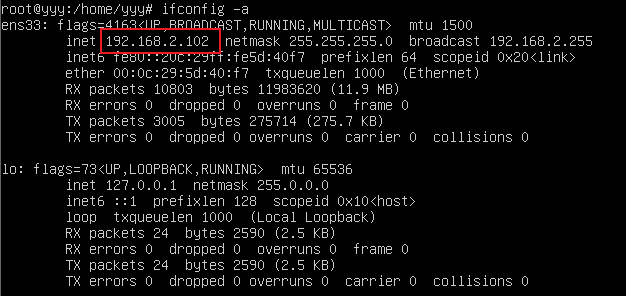 root@yyy:/home/yyy# ifconfig -a
ens33: flags=4163<UP,BROADCAST,RUNNING,MULTICAST>  mtu 1500
        inet 192.168.2.102  netmask 255.255.255.0  broadcast 192.168.2.255
        inet6 fe80::20c:29ff:fe5d:40f7  prefixlen 64  scopeid 0x20<link>
        ether 00:0c:29:5d:40:f7  txqueuelen 1000  (Ethernet)
        RX packets 10803  bytes 11983620 (11.9 MB)
        RX errors 0  dropped 0  overruns 0  frame 0
        TX packets 3005  bytes 275714 (275.7 KB)
        TX errors 0  dropped 0 overruns 0  carrier 0  collisions 0

lo: flags=73<UP,LOOPBACK,RUNNING>  mtu 65536
        inet 127.0.0.1  netmask 255.0.0.0
        inet6 ::1  prefixlen 128  scopeid 0x10<host>
        loop  txqueuelen 1000  (Local Loopback)
        RX packets 24  bytes 2590 (2.5 KB)
        RX errors 0  dropped 0  overruns 0  frame 0
        TX packets 24  bytes 2590 (2.5 KB)
        TX errors 0  dropped 0 overruns 0  carrier 0  collisions 0